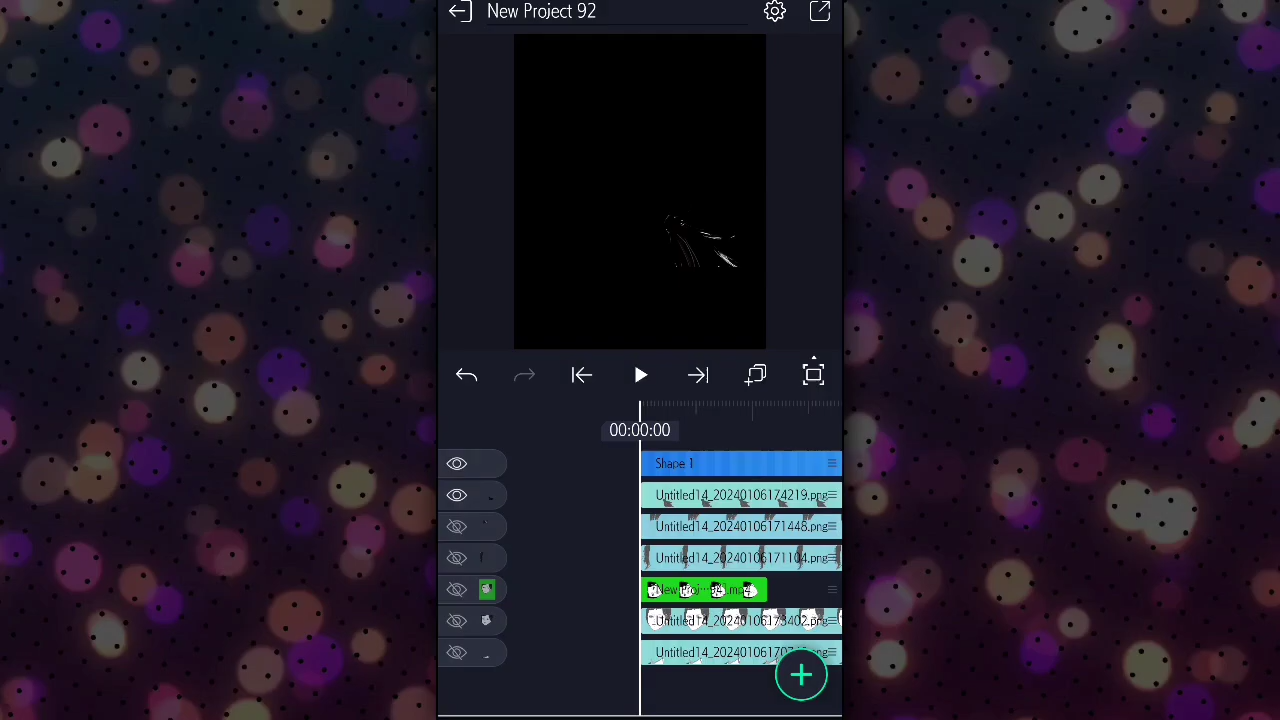 New Project 92
00:00:00
Shape 1
Untitled14_20240106174219.png
Untitled14_20240106171448.png
Untitled14_20240106171104.png